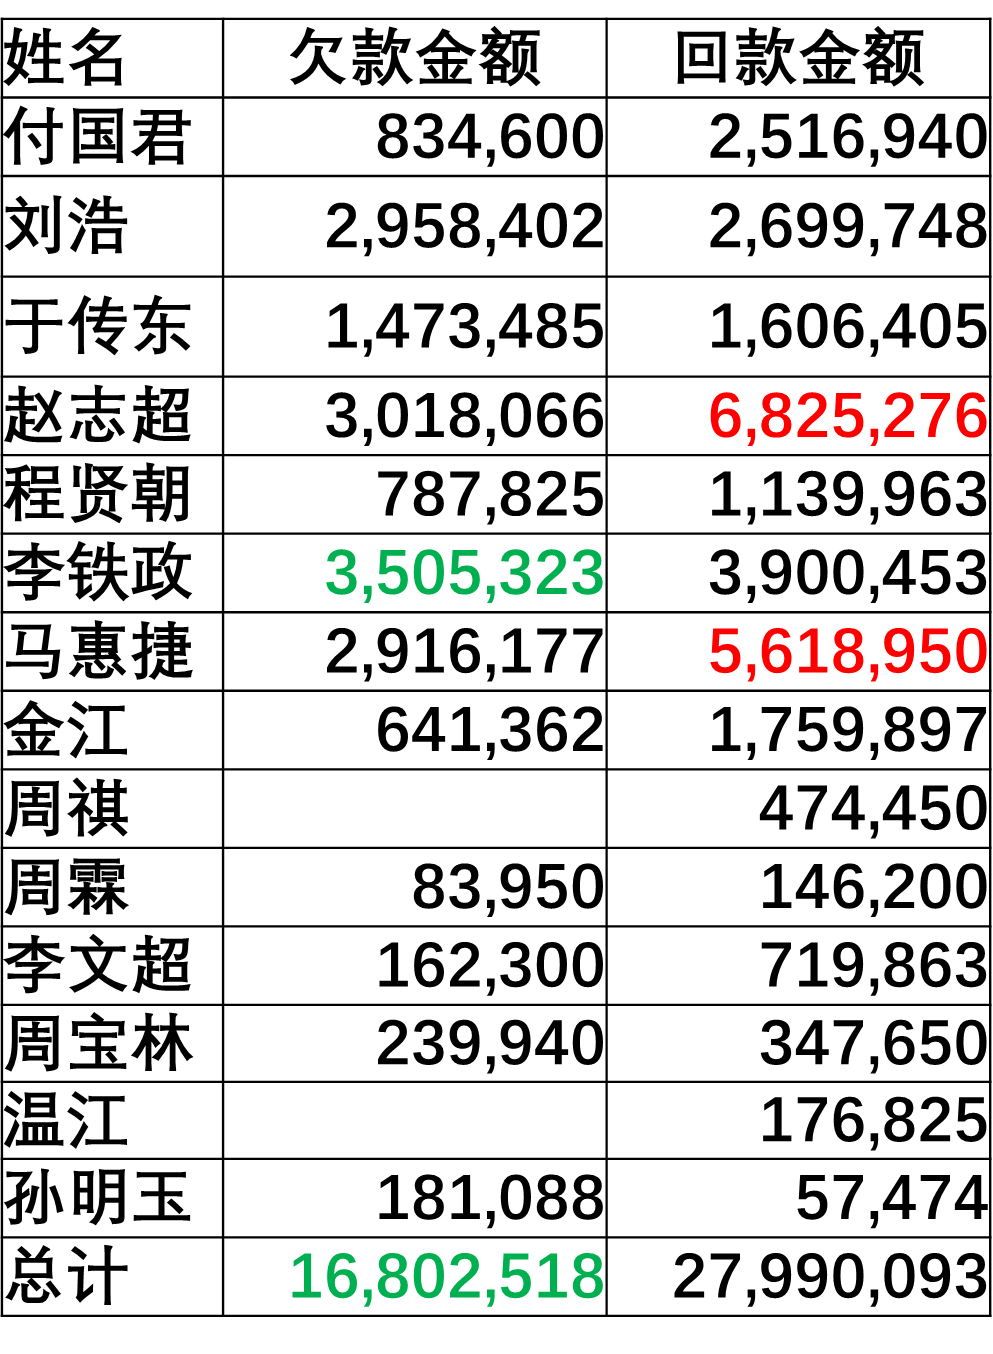 姓名 欠款金额 回款金额
付国君 834,600 2,516,940
刘浩 2,958,402 2,699,748
于传东 1,473,485 1,606,405
赵志超 3,018,066 6,825,276
程贤朝 787,825 1,139,963
李铁政 3,505,323 3,900,453
马惠捷 2,916,177 5,618,950
金江 641,362 1,759,897
周祺 474,450
周霖 83,950 146,200
李文超 162,300 719,863
周宝林 239,940 347,650
温江 176,825
孙明玉 181,088 57,474
总计 16,802,518 27,990,093